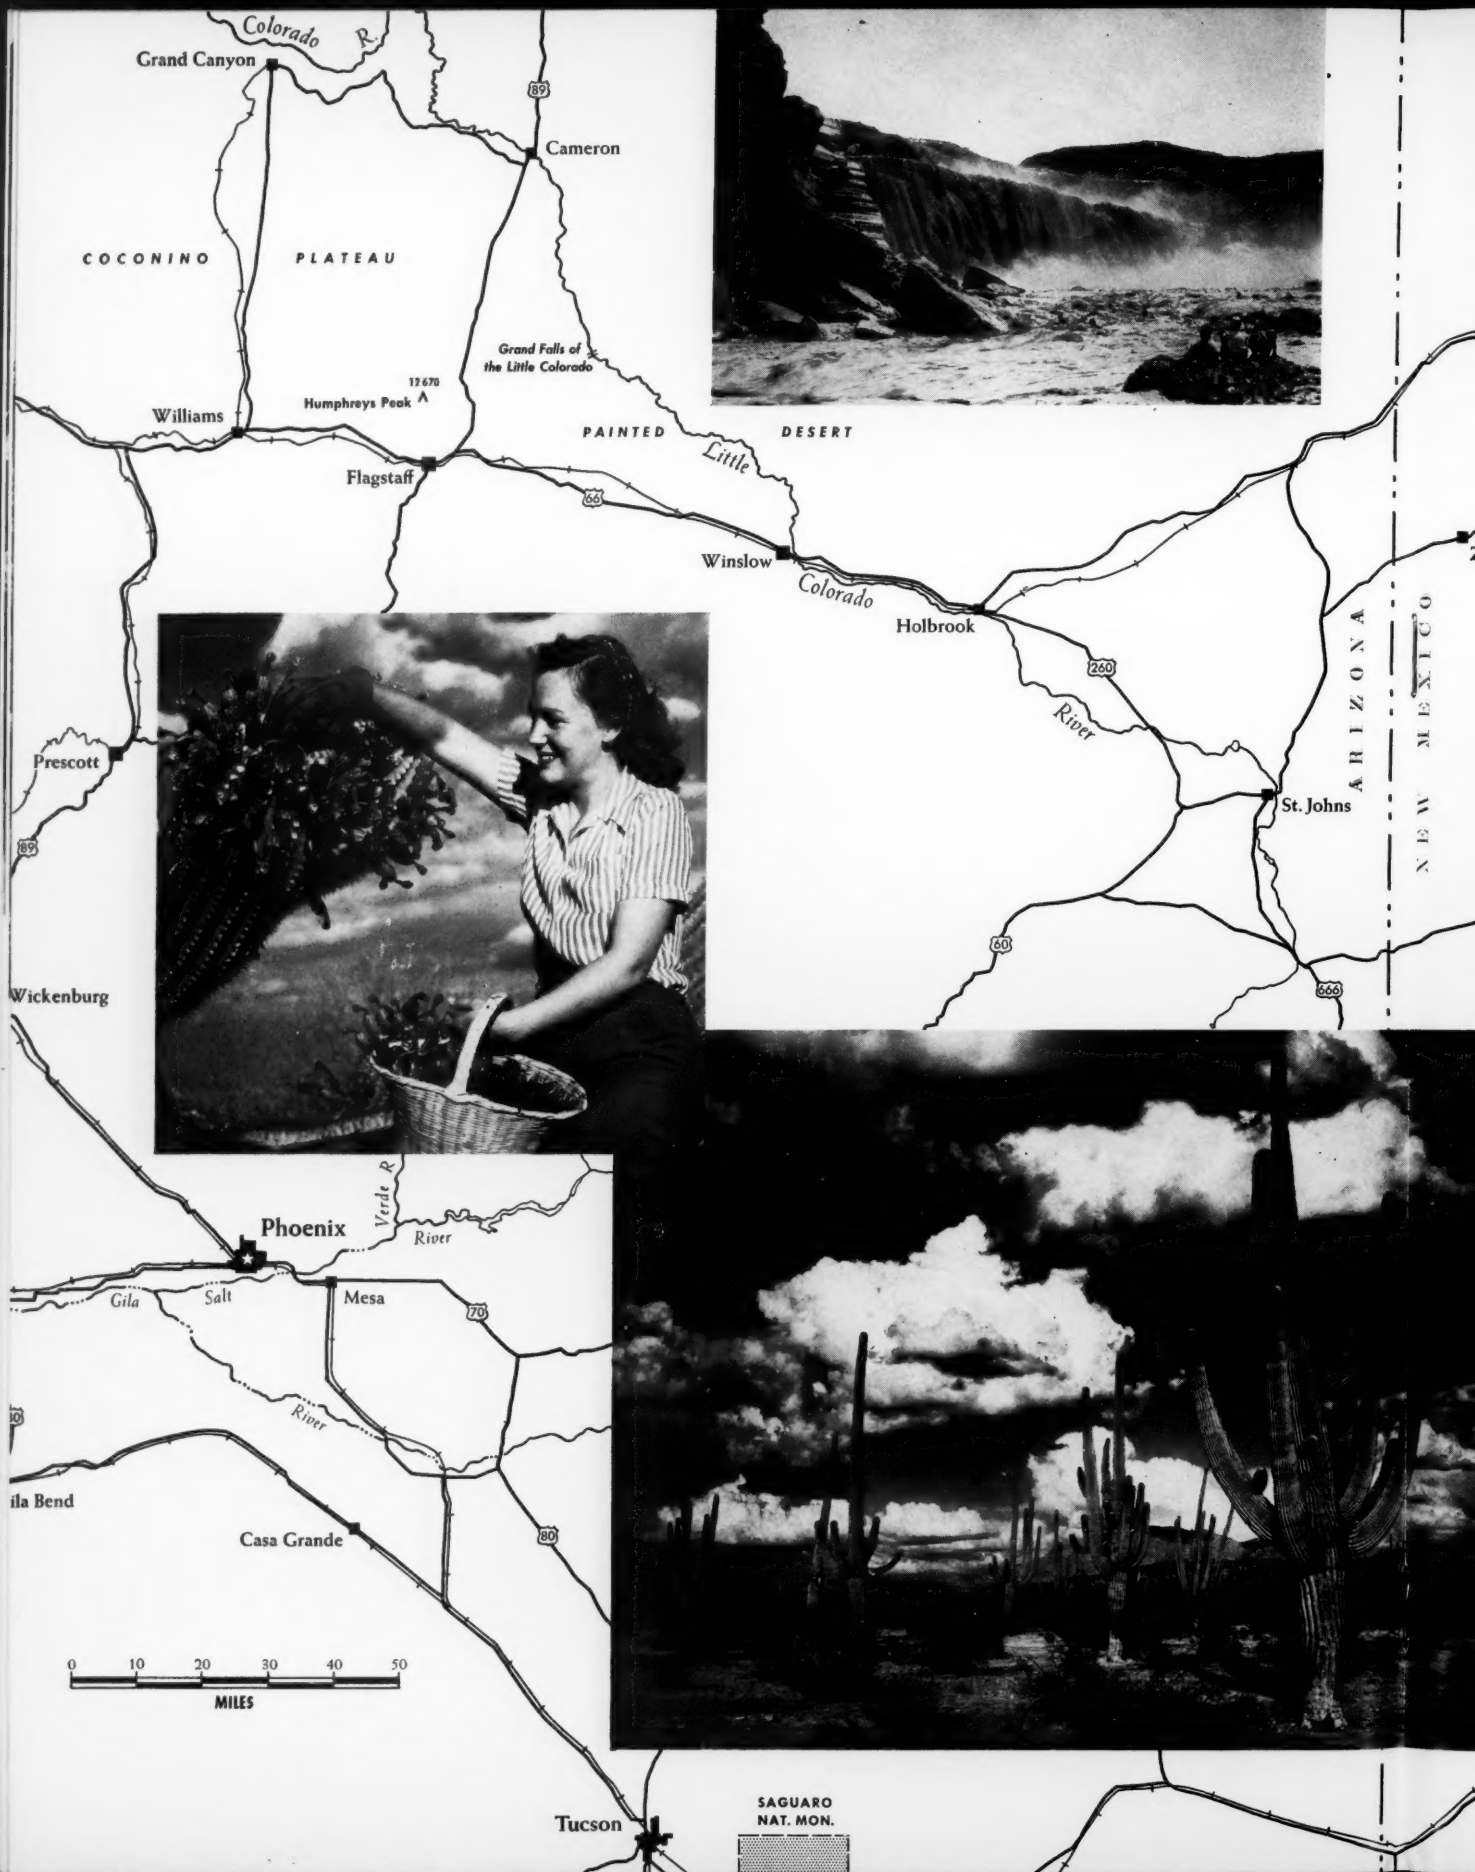 Colorado R.
Grand Canyon
89
Cameron
COCONINO PLATEAU
Grand Falls of
the Little Colorado
12670
Humphreys Peak
Williams
PAINTED DESERT
Little
Flagstaff
66
Winslow
Colorado
Holbrook
ARIZONA
NEW MEXICO
260
River
Prescott
St. Johns
89
60
666
Wickenburg
Verde R
Phoenix
River
Gila
Salt
Mesa
70
River
ila Bend
80
Casa Grande
0 10 20 30 40 50
MILES
SAGUARO
NAT. MON.
Tucson